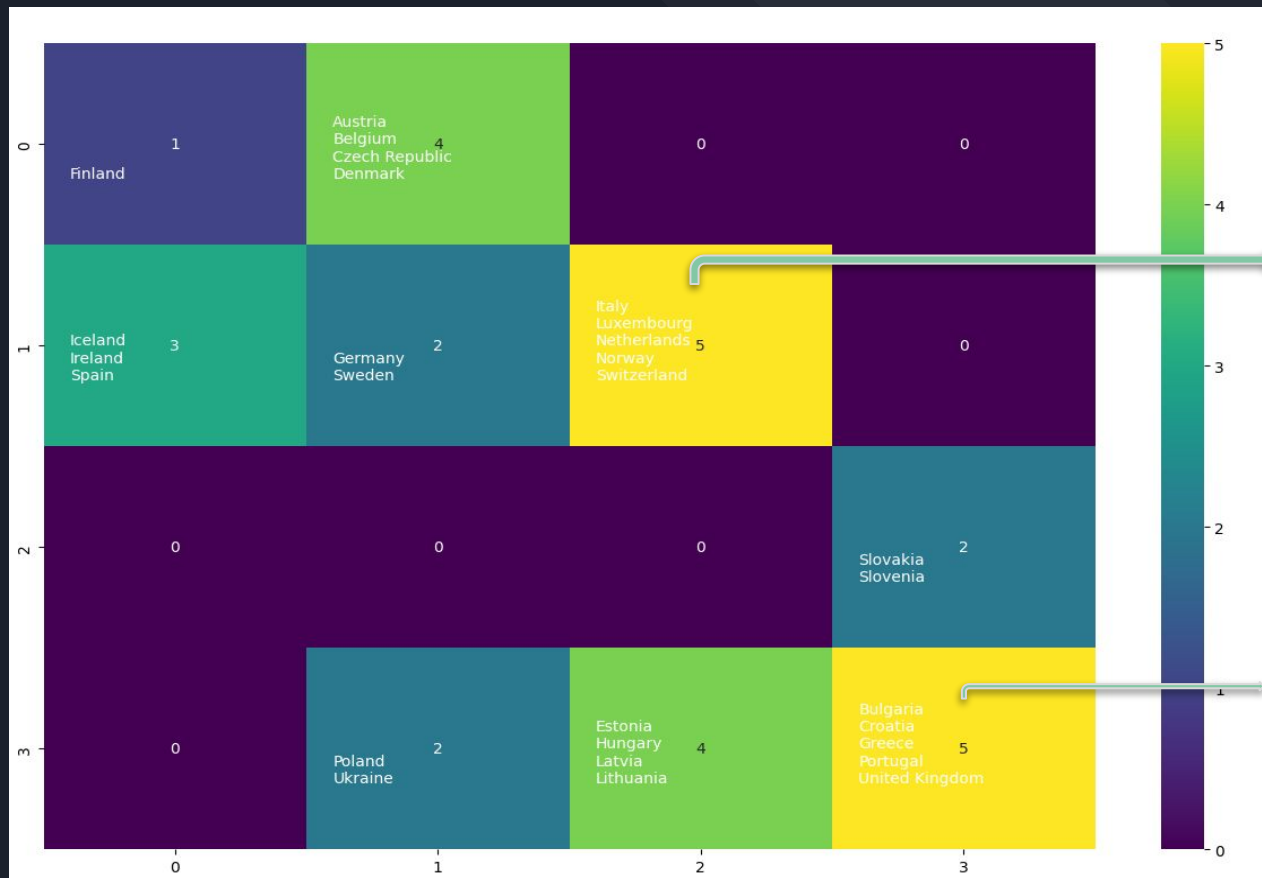 5
0
1
Finland
Austria
Belgium
Czech Republic
Denmark
4
0
0
4
1
Iceland
Ireland
Spain
3
Germany
Sweden
2
Italy
Luxembourg
Netherlands
Norway
Switzerland
5
0
3
2
2
0
0
0
Slovakia
Slovenia
2
1
3
0
Poland
Ukraine
2
Estonia
Hungary
Latvia
Lithuania
4
Bulgaria
Croatia
Greece
Portugal
United Kingdom
5
0
0
1
2
3